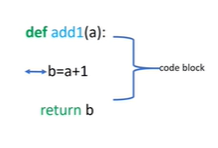 def add1(a):
b=a+1
code block
return b